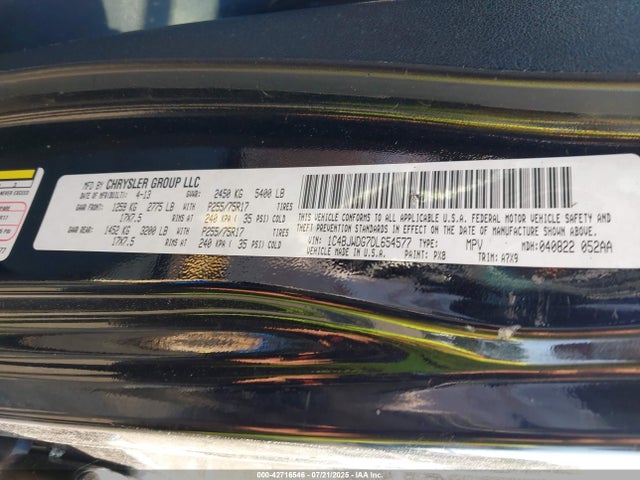 MFD BY CHRYSLER GROUP LLC
DATE OF MFR(BUILT): 4-13 GVWR: 2450 KG 5400 LB
GAWR FRONT: 1259 KG 2775 LB WITH P255/75R17 TIRES
17X7.5 RIMS AT 240 KPA ( 35 PSI) COLD
GAWR REAR: 1452 KG 3200 LB WITH P255/75R17 TIRES
17X7.5 RIMS AT 240 KPA ( 35 PSI) COLD
THIS VEHICLE CONFORMS TO ALL APPLICABLE U.S.A. FEDERAL MOTOR VEHICLE SAFETY AND
THEFT PREVENTION STANDARDS IN EFFECT ON THE DATE OF MANUFACTURE SHOWN ABOVE.
VIN: 1C4BJWDG7DL654577 TYPE: MPV MDH: 040822 052AA
VEHICLE MADE IN U.S.A. PAINT: PX8 TRIM: A7X9
000-42716546 - 07/21/2025 - IAAI.COM